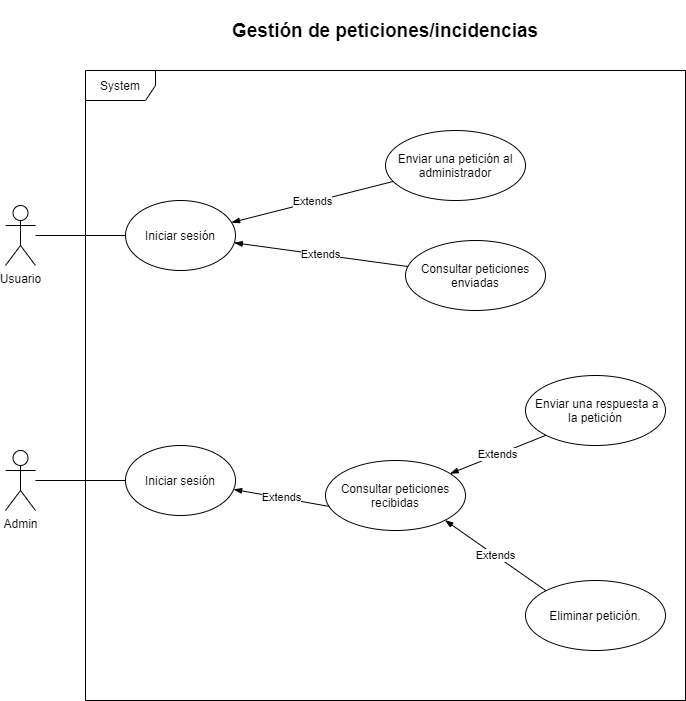 Gestión de peticiones/incidencias
System
Enviar una petición al
administrador
Extends
Iniciar sesión
Usuario
Extends
Consultar peticiones
enviadas
Enviar una respuesta a
la petición
Extends
Iniciar sesión
Admin
Extends
Consultar peticiones
recibidas
Extends
Eliminar petición.